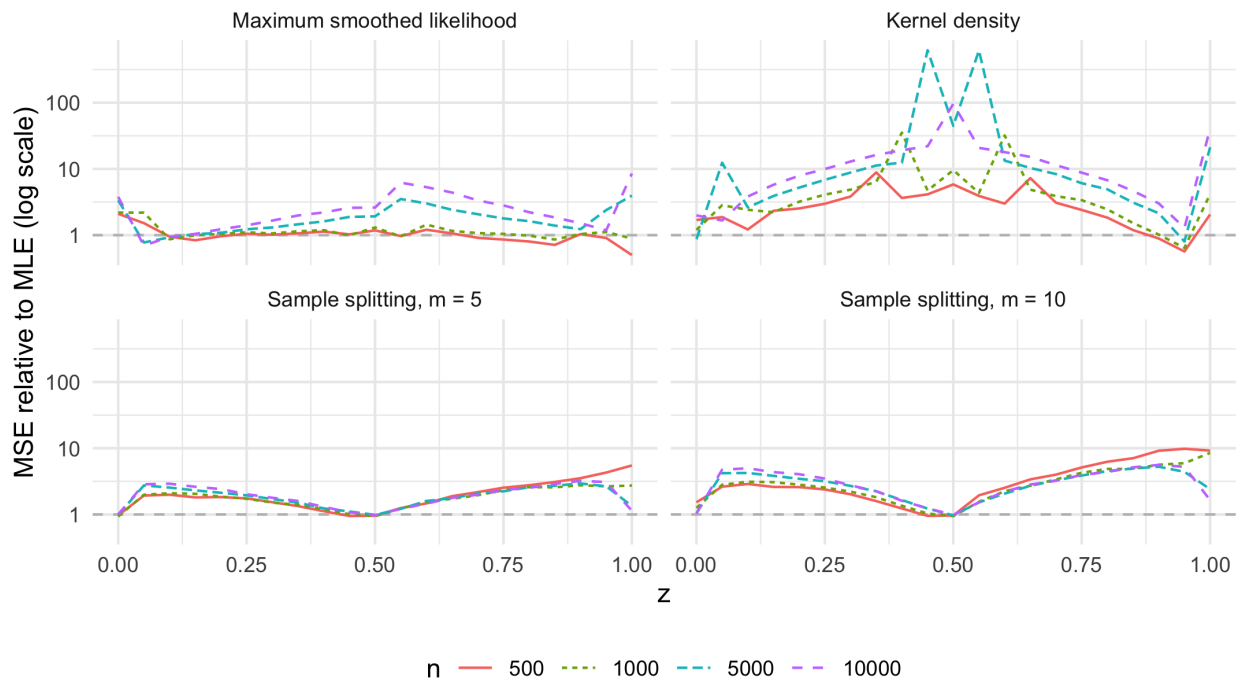 Maximum smoothed likelihood
Kernel density
100
10
1
Sample splitting, m = 5
Sample splitting, m = 10
100
10
1
MSE relative to MLE (log scale)
0.00 0.25 0.50 0.75 1.00 0.00 0.25 0.50 0.75 1.00
z
n 500 1000 5000 10000